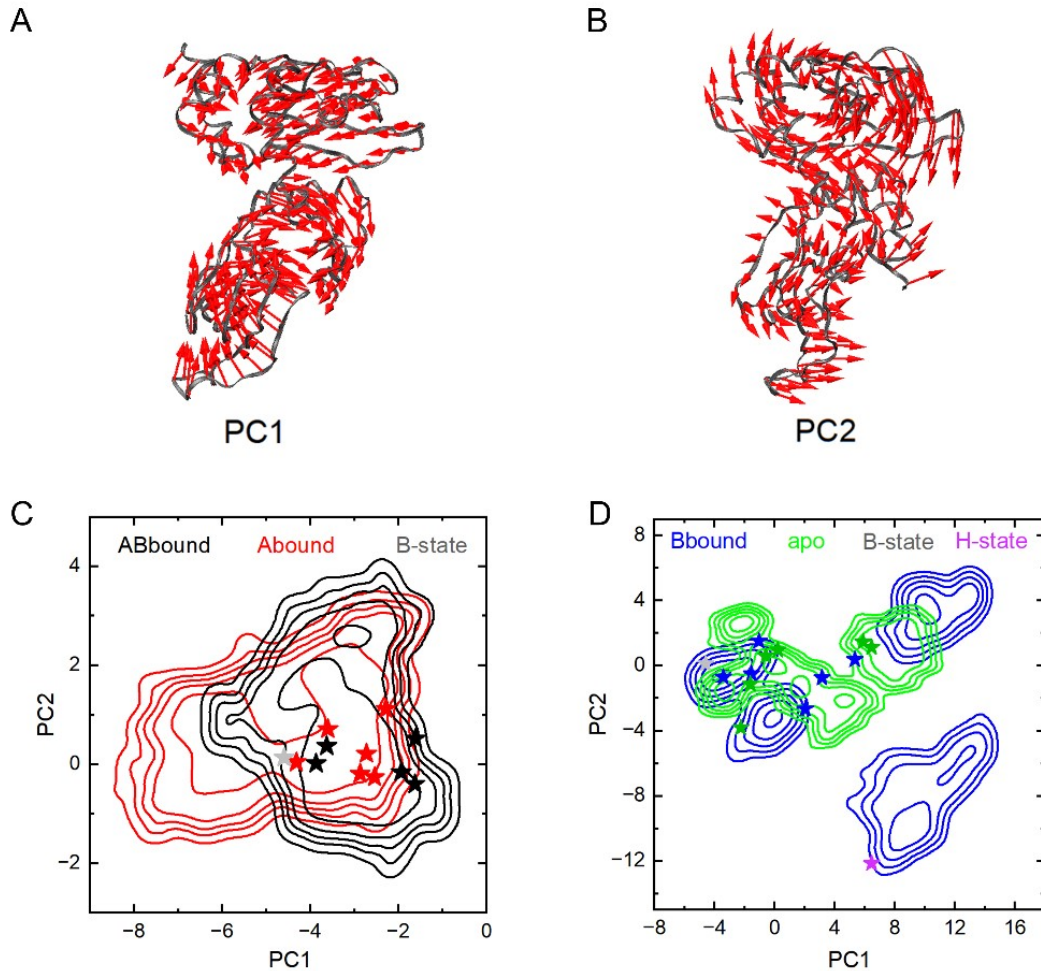 A
B
PC1
PC2
C
ABbound Abound B-state
4
2
0
−2
PC2
−8 −6 −4 −2 0
PC1
D
Bbound apo B-state H-state
8
4
0
−4
−8
−12
PC2
−8 −4 0 4 8 12 16
PC1